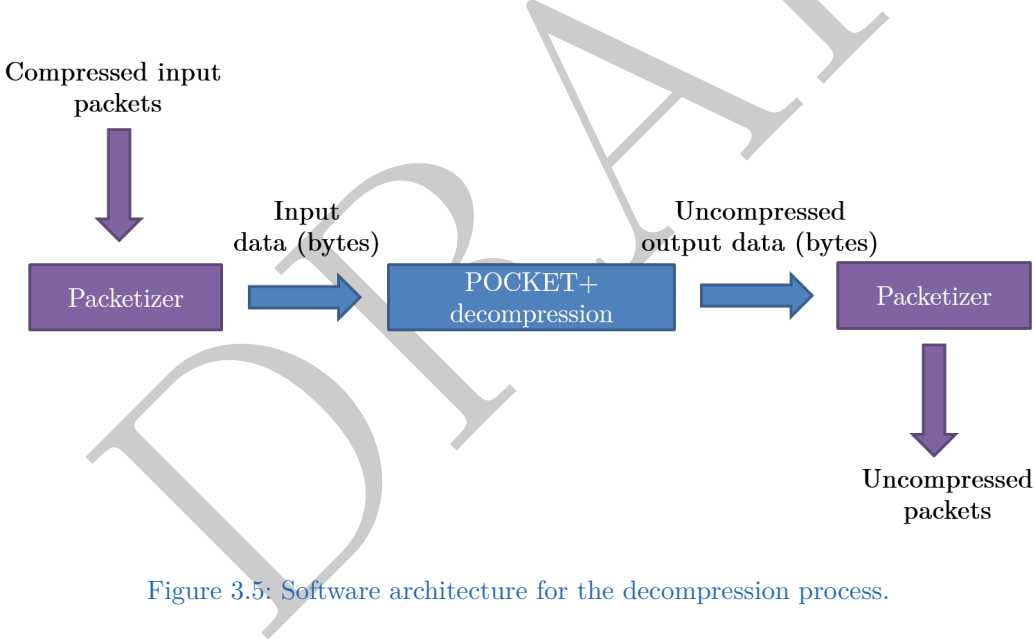 Compressed input
packets
Input
data (bytes)
Uncompressed
output data (bytes)
Packetizer
POCKET+
decompression
Packetizer
Uncompressed
packets
Figure 3.5: Software architecture for the decompression process.
DRA